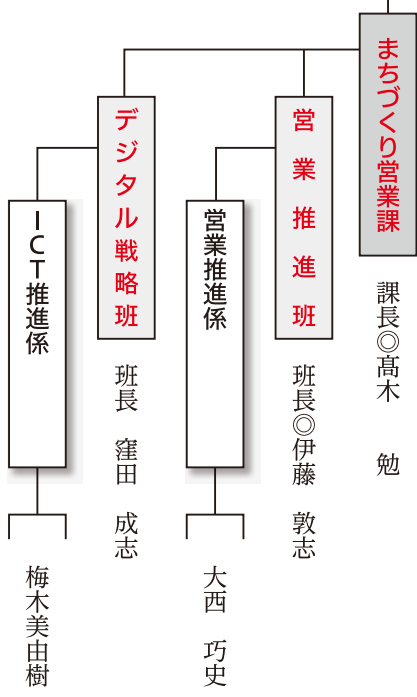 まちづくり営業課
課長◎髙木　勉
営業推進班
班長◎伊藤　敦志
営業推進係
大西　巧史
デジタル戦略班
班長　窪田　成志
ICT推進係
梅木美由樹